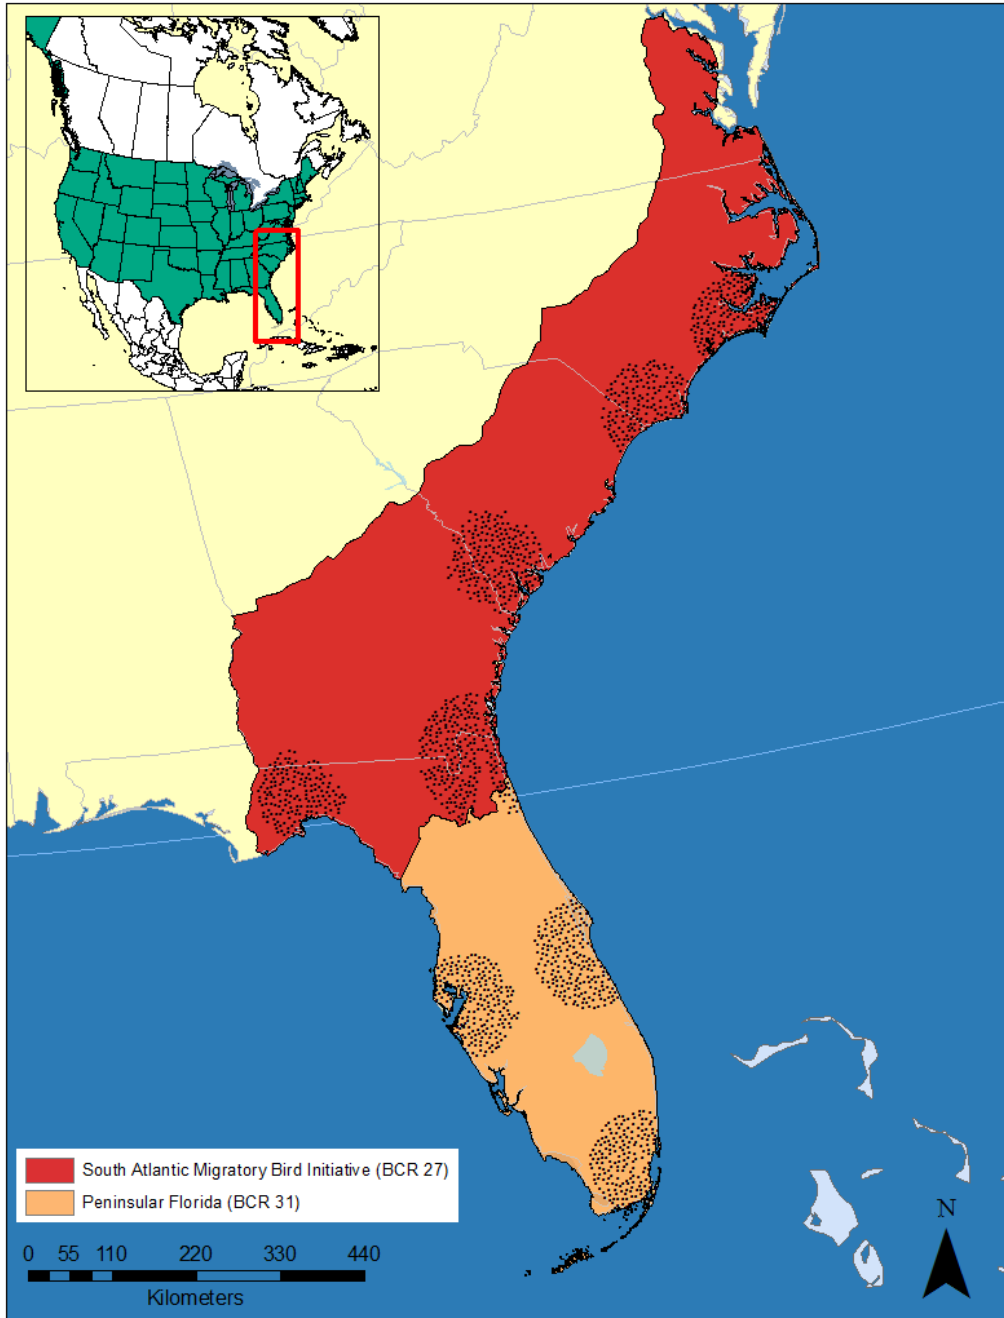 South Atlantic Migratory Bird Initiative (BCR 27)
Peninsular Florida (BCR 31)
N
0 55 110 220 330 440
Kilometers